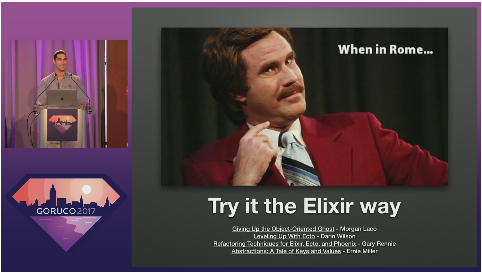 When in Rome...
GORUCO 2017
Try it the Elixir way
Giving Up the Object-Oriented Ghost - Morgan Laco
Leveling Up With Ecto - Darin Wilson
Refactoring Techniques for Elixir, Ecto, and Phoenix - Gary Rennie
Abstractions: A Tale of Keys and Values - Ernie Miller